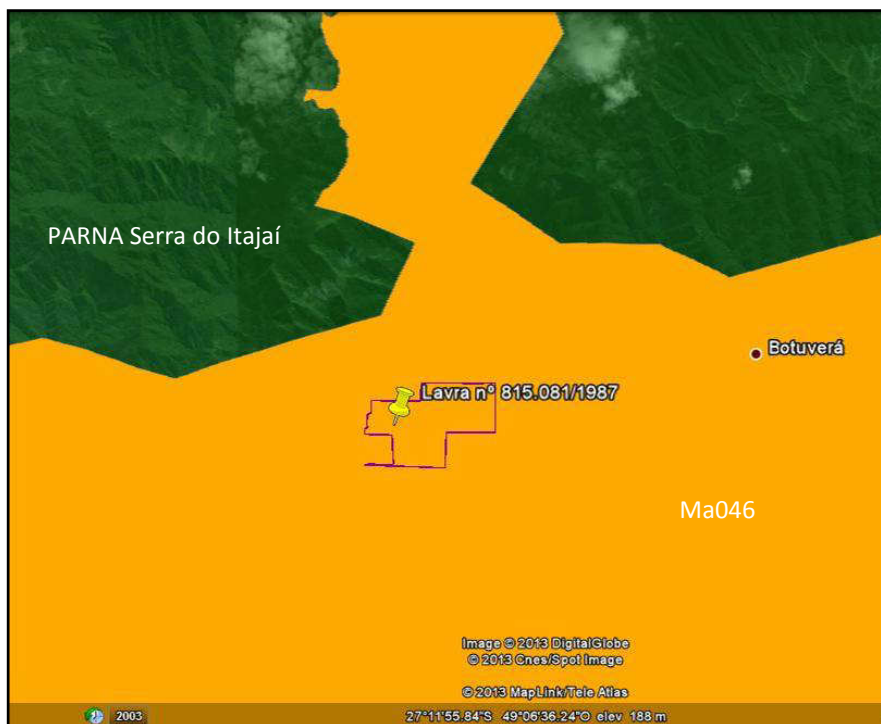 PARNA Serra do Itajaí
Botuverá
Lavra nº 815.081/1987
Ma046
Image © 2013 DigitalGlobe
© 2013 Cnes/Spot Image
© 2013 MapLink/Tele Atlas
2003
27°11'55.84"S 49°06'36.24"O elev 188 m